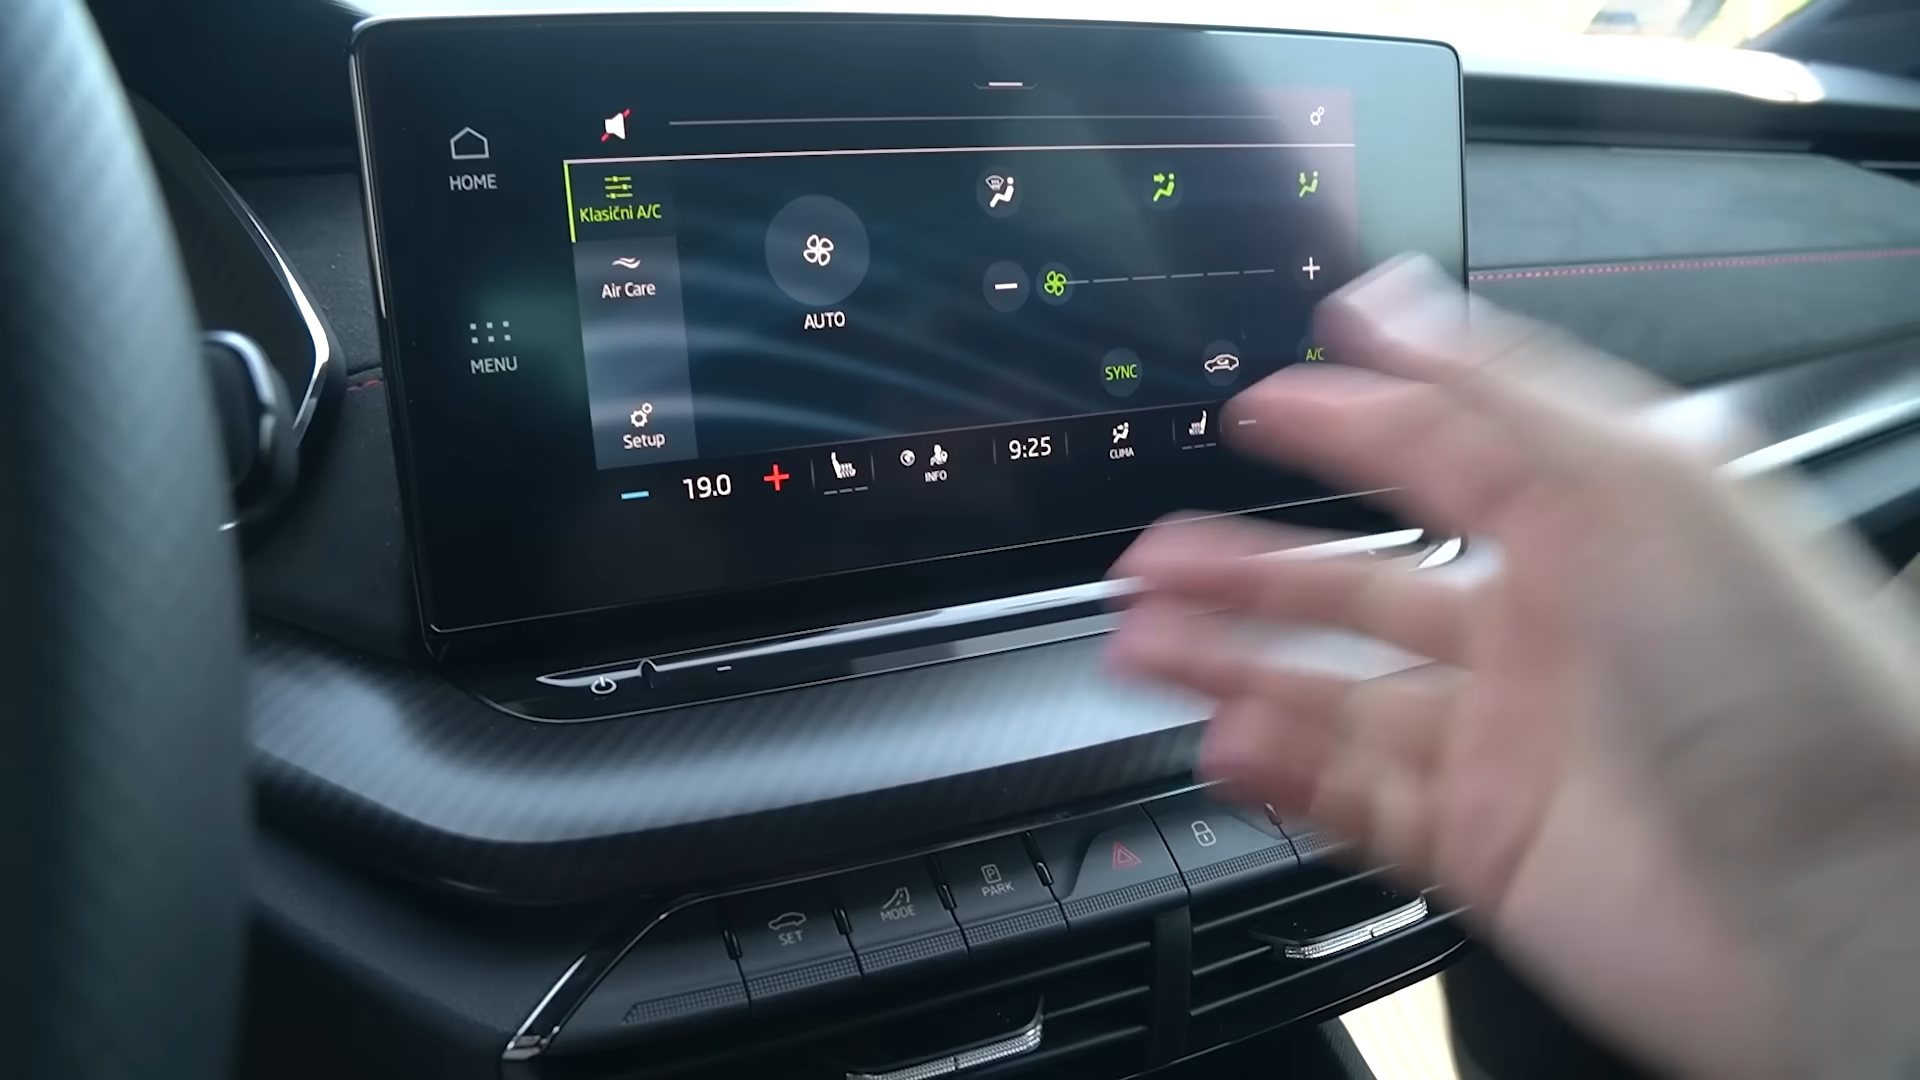 HOME
Klasični A/C
Air Care
AUTO
MENU
SYNC
A/C
Setup
19.0
INFO
9:25
CLIMA
SET
MODE
PARK